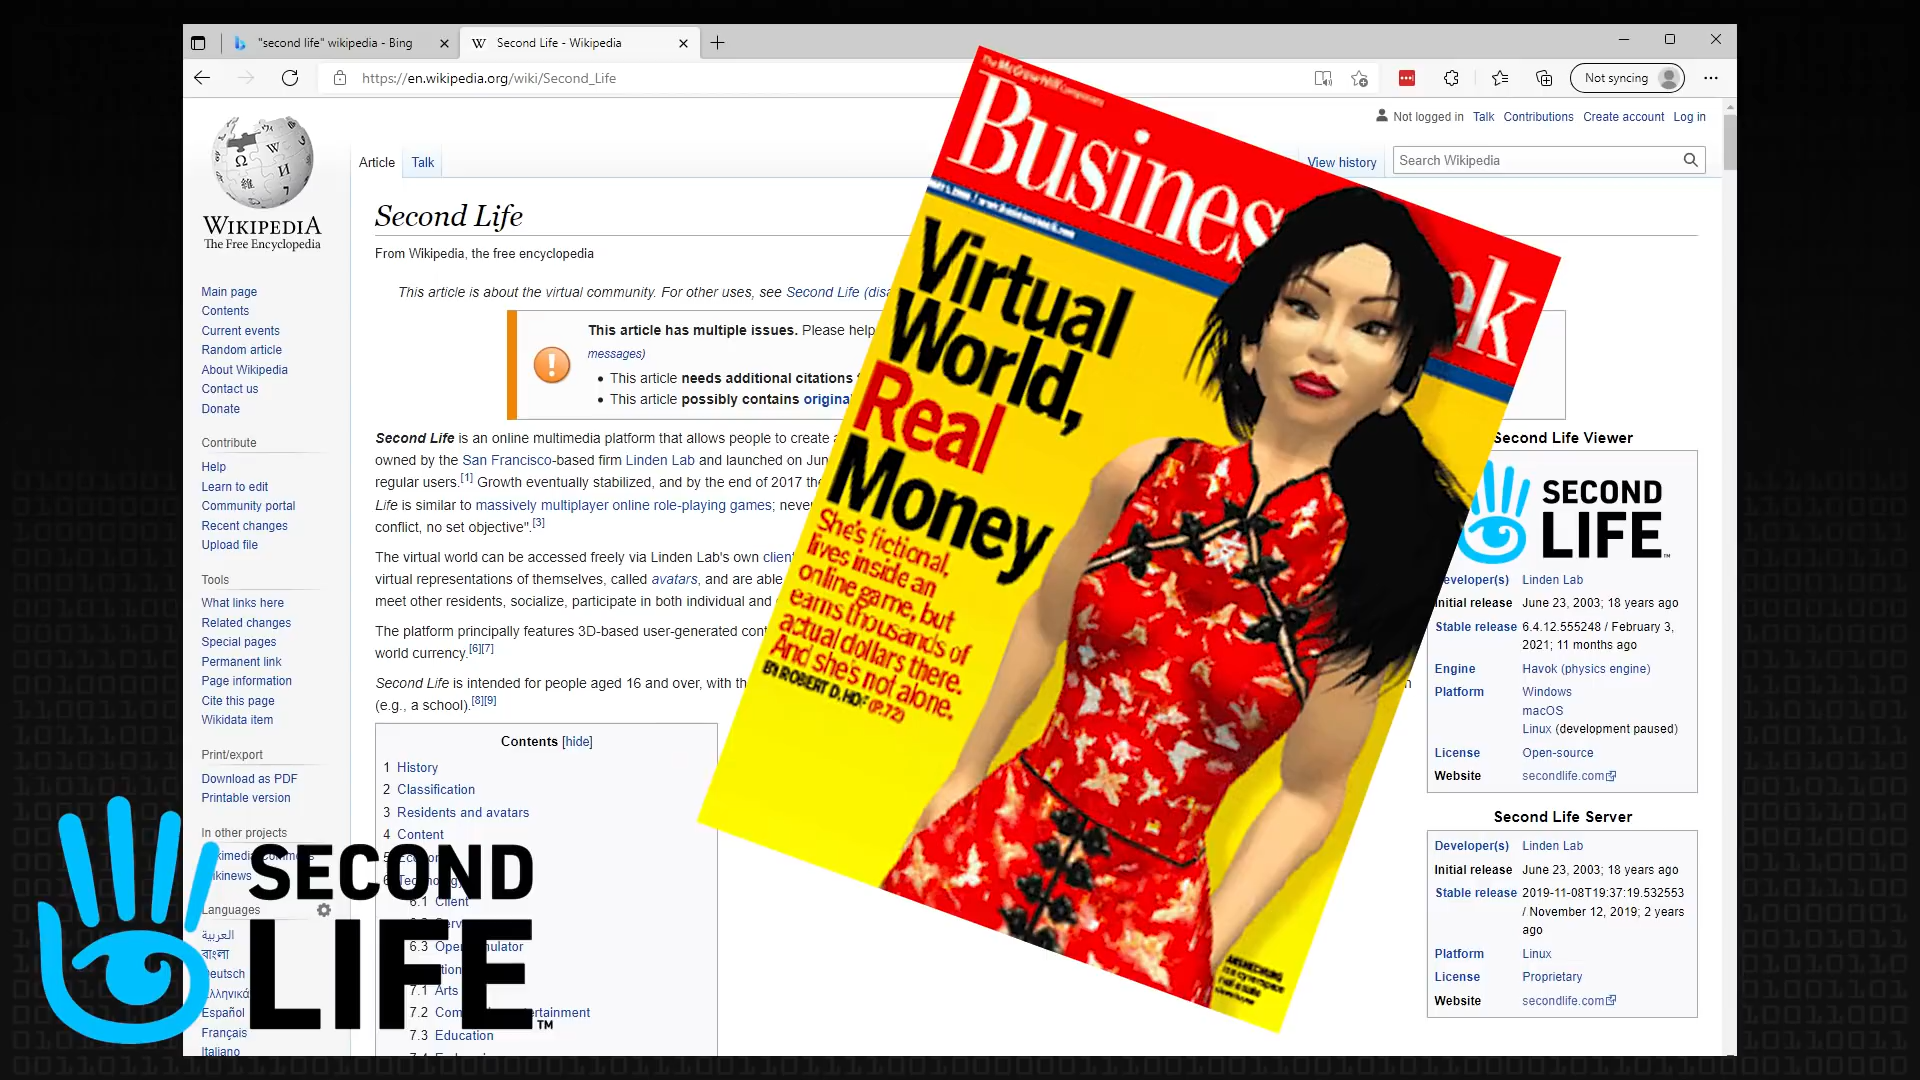 "second life" wikipedia - Bing
Second Life - Wikipedia
https://en.wikipedia.org/wiki/Second_Life
Not syncing
Not logged in Talk Contributions Create account Log in
Article Talk
View history
Search Wikipedia
WIKIPEDIA
The Free Encyclopedia
Main page
Contents
Current events
Random article
About Wikipedia
Contact us
Donate
Contribute
Help
Learn to edit
Community portal
Recent changes
Upload file
Tools
What links here
Related changes
Special pages
Permanent link
Page information
Cite this page
Wikidata item
Print/export
Download as PDF
Printable version
In other projects
Languages
العربية
বাংলা
Deutsch
Español
Français
Italiano
Second Life
From Wikipedia, the free encyclopedia
This article is about the virtual community. For other uses, see Second Life
This article has multiple issues. Please help
messages)
• This article needs additional citations
• This article possibly contains
Second Life is an online multimedia platform that allows people to create
owned by the San Francisco-based firm Linden Lab and launched on
regular users.[1] Growth eventually stabilized, and by the end of 2017
Life is similar to massively multiplayer online role-playing games;
conflict, no set objective".[3]
The virtual world can be accessed freely via Linden Lab's own
virtual representations of themselves, called avatars, and are able
meet other residents, socialize, participate in both individual and
The platform principally features 3D-based user-generated
world currency.[6][7]
Second Life is intended for people aged 16 and over, with
(e.g., a school).[8][9]
Contents [hide]
1 History
2 Classification
3 Residents and avatars
4 Content
6.1 Client
6.3
7.1 Arts
7.2
7.3 Education
The McGraw-Hill Companies
Business Week
Virtual
World,
Real
Money
She's fictional,
lives inside an
online game, but
earns thousands of
actual dollars there.
And she's not alone.
BY ROBERT D. (P.72)
Second Life Viewer
SECOND
LIFE™
Developer(s) Linden Lab
Initial release June 23, 2003; 18 years ago
Stable release 6.4.12.555248 / February 3,
2021; 11 months ago
Engine Havok (physics engine)
Platform Windows
macOS
Linux (development paused)
License Open-source
Website secondlife.com
Second Life Server
Developer(s) Linden Lab
Initial release June 23, 2003; 18 years ago
Stable release 2019-11-08T19:37:19.532553
/ November 12, 2019; 2 years
ago
Platform Linux
License Proprietary
Website secondlife.com
SECOND
LIFE™